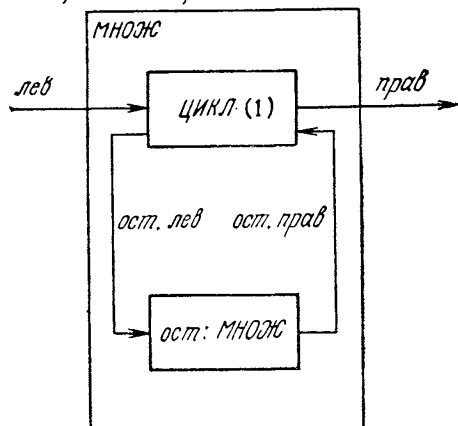 МНОЖ
лев
прав
ЦИКЛ (1)
ост. лев
ост. прав
ост: МНОЖ